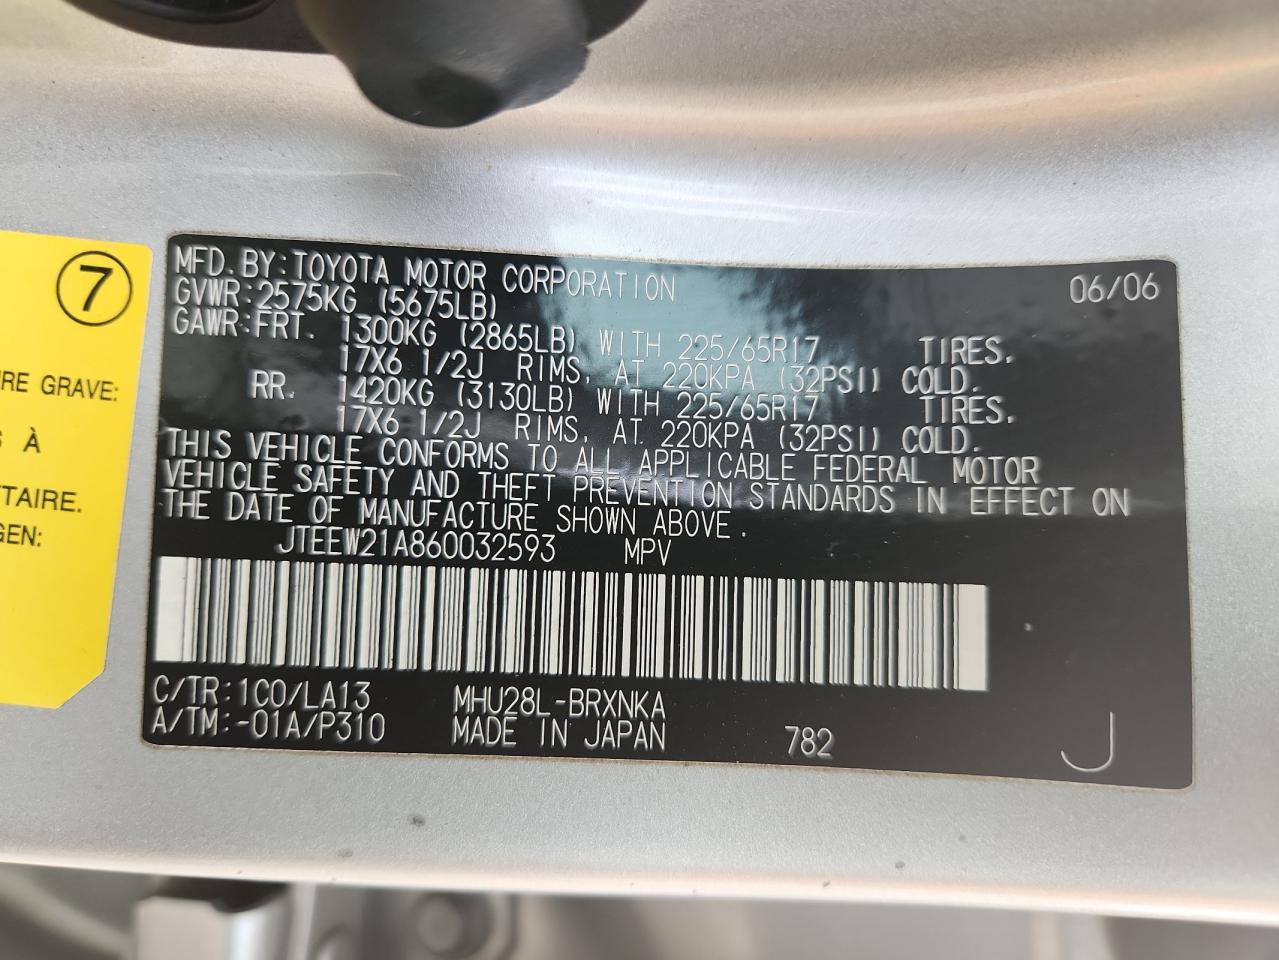 7
RE GRAVE:
À
TAIRE.
GEN:
MFD. BY: TOYOTA MOTOR CORPORATION 06/06
GVWR: 2575KG (5675LB)
GAWR: FRT. 1300KG (2865LB) WITH 225/65R17 TIRES,
17X6 1/2J RIMS, AT 220KPA (32PSI) COLD.
RR. 1420KG (3130LB) WITH 225/65R17 TIRES,
17X6 1/2J RIMS, AT 220KPA (32PSI) COLD.
THIS VEHICLE CONFORMS TO ALL APPLICABLE FEDERAL MOTOR
VEHICLE SAFETY AND THEFT PREVENTION STANDARDS IN EFFECT ON
THE DATE OF MANUFACTURE SHOWN ABOVE.
JTEEW21A860032593 MPV
C/TR: 1C0/LA13 MHU28L-BRXNKA
A/TM: -01A/P310 MADE IN JAPAN 782 J